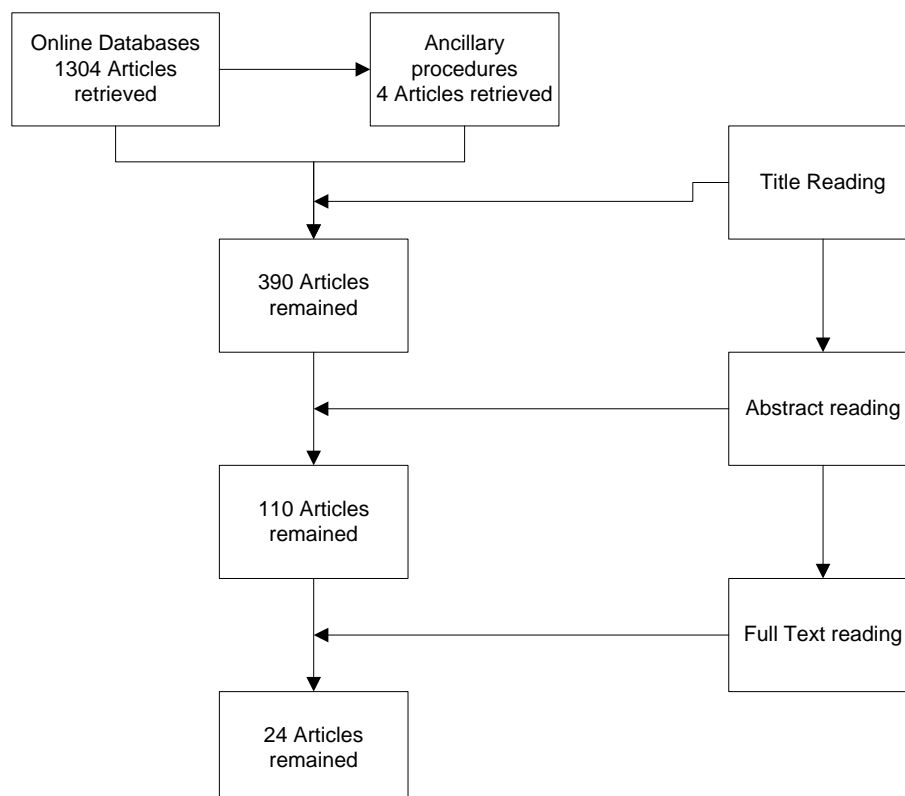 Online Databases
1304 Articles
retrieved
Ancillary
procedures
4 Articles retrieved
Title Reading
390 Articles
remained
Abstract reading
110 Articles
remained
Full Text reading
24 Articles
remained